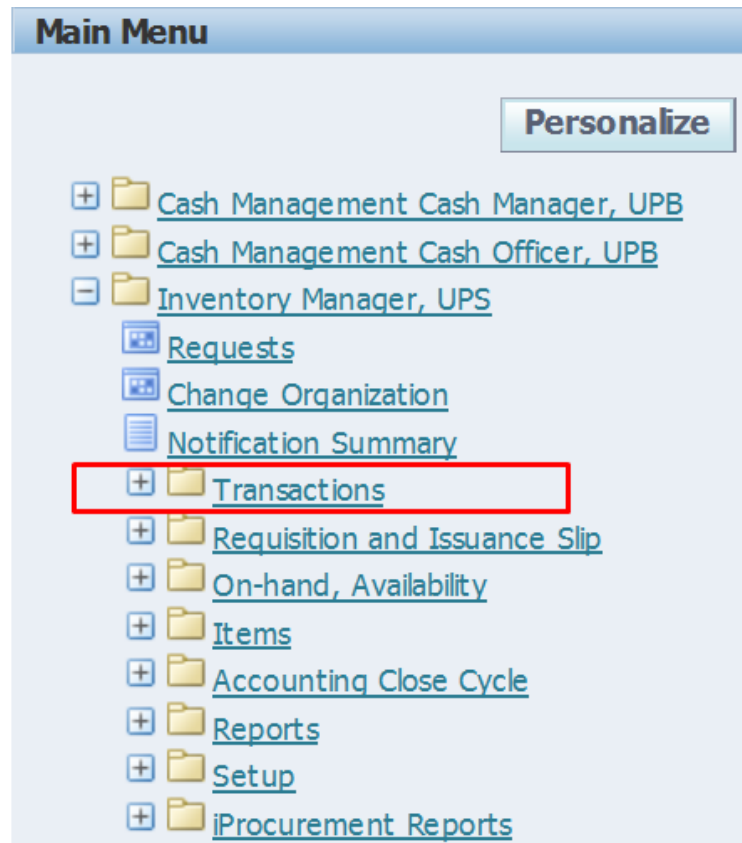 Main Menu
Personalize
Cash Management Cash Manager, UPB
Cash Management Cash Officer, UPB
Inventory Manager, UPS
Requests
Change Organization
Notification Summary
Transactions
Requisition and Issuance Slip
On-hand, Availability
Items
Accounting Close Cycle
Reports
Setup
iProcurement Reports